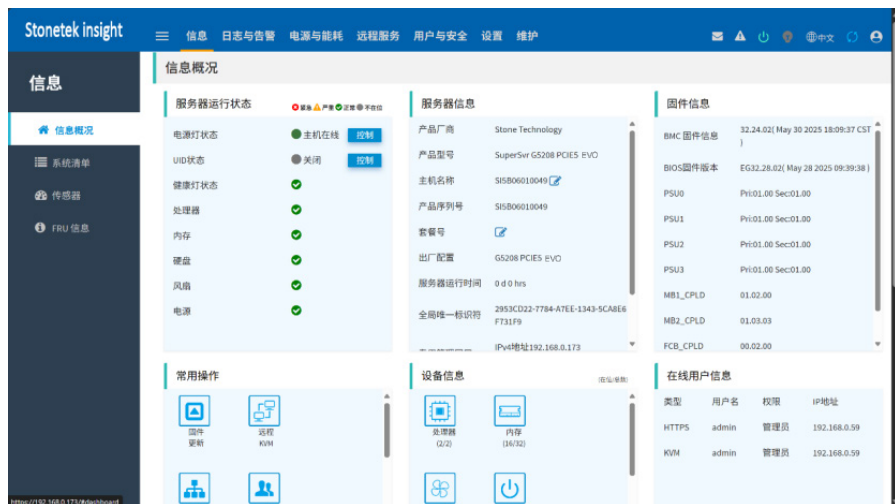 Stonetek insight
信息 日志与告警 电源与能耗 远程服务 用户与安全 设置 维护
中文
信息
信息概况
系统清单
传感器
FRU 信息
信息概况
服务器运行状态
紧急 严重 正常 不在位
电源灯状态 主机在线 控制
UID状态 关闭 控制
健康灯状态
处理器
内存
硬盘
风扇
电源
服务器信息
产品厂商 Stone Technology
产品型号 SuperSvr G5208 PCIE5 EVO
主机名称 SI5B06010049
产品序列号 SI5B06010049
套餐号
出厂配置 G5208 PCIE5 EVO
服务器运行时间 0 d 0 hrs
全局唯一标识符 2953CD22-7784-A7EE-1343-5CA8E6
F731F9
IPv4地址192.168.0.173
固件信息
BMC 固件信息 32.24.02( May 30 2025 18:09:37 CST
)
BIOS固件版本 EG32.28.02( May 28 2025 09:39:38 )
PSU0 Pri:01.00 Sec:01.00
PSU1 Pri:01.00 Sec:01.00
PSU2 Pri:01.00 Sec:01.00
PSU3 Pri:01.00 Sec:01.00
MB1_CPLD 01.02.00
MB2_CPLD 01.03.03
FCB_CPLD 00.02.00
常用操作
固件
更新
远程
KVM
设备信息
(在位/总数)
处理器
(2/2)
内存
(16/32)
在线用户信息
类型 用户名 权限 IP地址
HTTPS admin 管理员 192.168.0.59
KVM admin 管理员 192.168.0.59
https://192.168.0.173/#dashboard